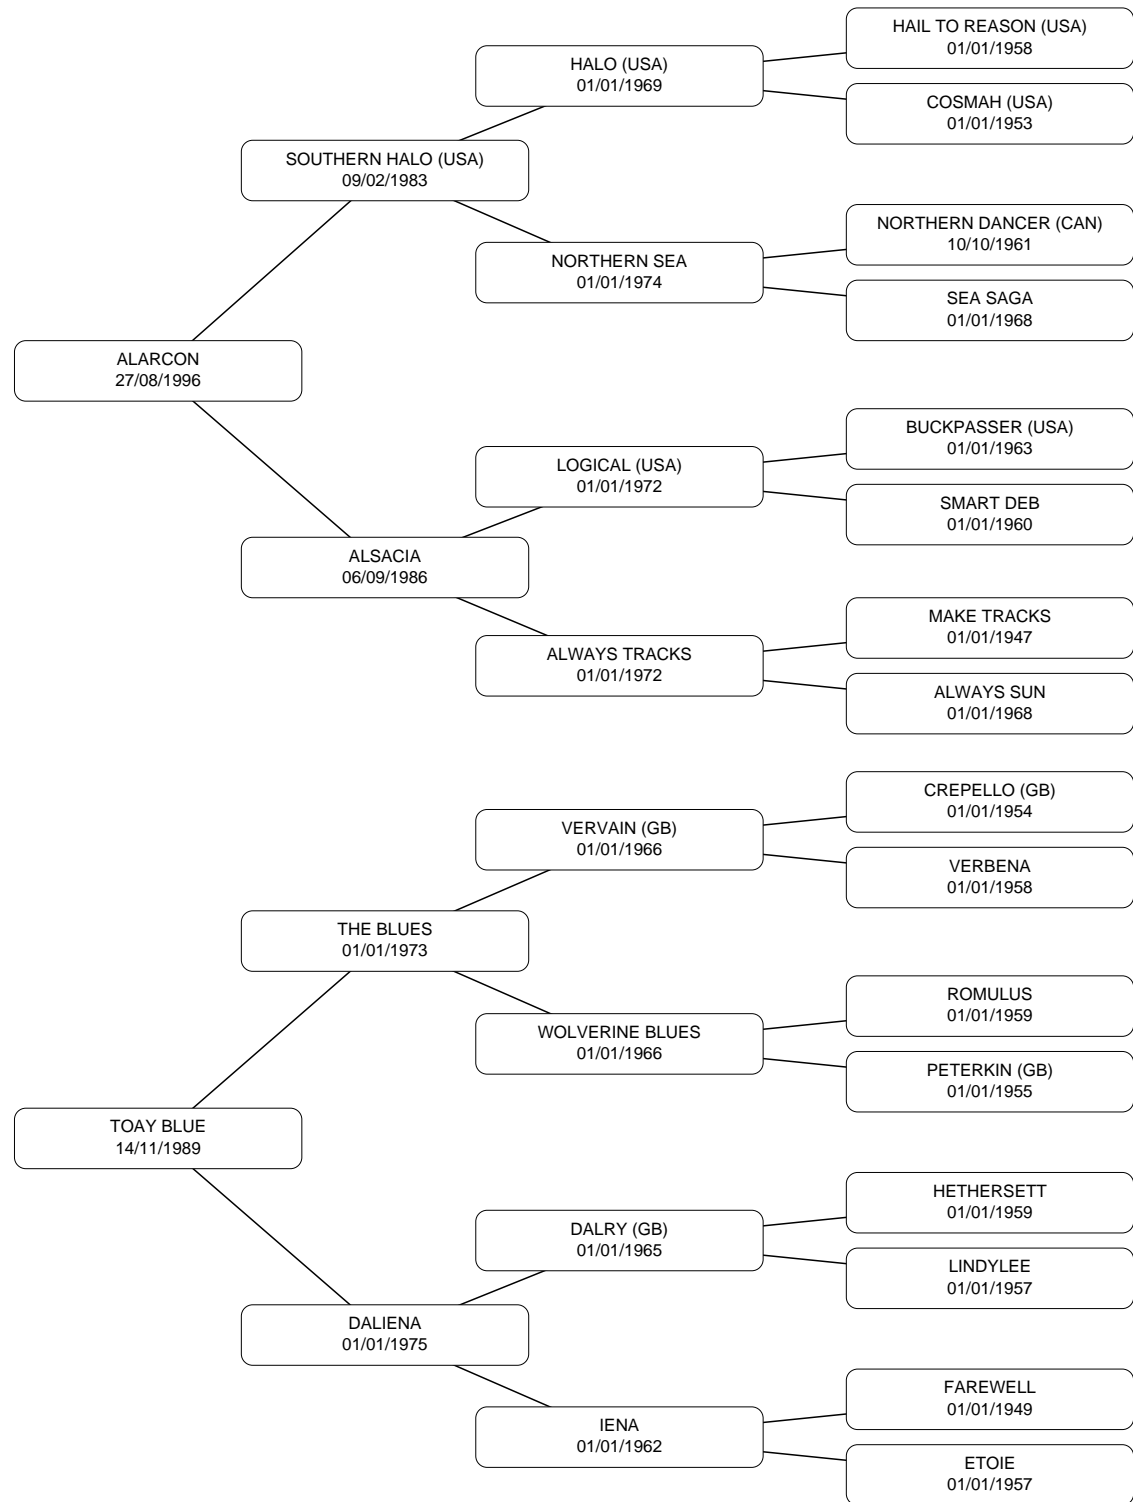 HAIL TO REASON (USA)
01/01/1958
HALO (USA)
01/01/1969
COSMAH (USA)
01/01/1953
SOUTHERN HALO (USA)
09/02/1983
NORTHERN DANCER (CAN)
10/10/1961
NORTHERN SEA
01/01/1974
SEA SAGA
01/01/1968
ALARCON
27/08/1996
BUCKPASSER (USA)
01/01/1963
LOGICAL (USA)
01/01/1972
SMART DEB
01/01/1960
ALSACIA
06/09/1986
MAKE TRACKS
01/01/1947
ALWAYS TRACKS
01/01/1972
ALWAYS SUN
01/01/1968
CREPELLO (GB)
01/01/1954
VERVAIN (GB)
01/01/1966
VERBENA
01/01/1958
THE BLUES
01/01/1973
ROMULUS
01/01/1959
WOLVERINE BLUES
01/01/1966
PETERKIN (GB)
01/01/1955
TOAY BLUE
14/11/1989
HETHERSETT
01/01/1959
DALRY (GB)
01/01/1965
LINDYLEE
01/01/1957
DALIENA
01/01/1975
FAREWELL
01/01/1949
IENA
01/01/1962
ETOIE
01/01/1957